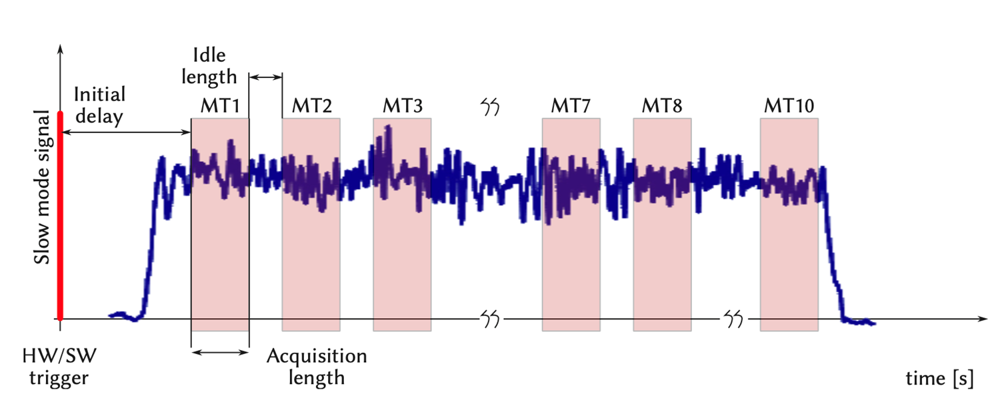 Idle
length
Initial
delay
MT1
MT2
MT3
MT7
MT8
MT10
Slow mode signal
HW/SW
trigger
Acquisition
length
time [s]